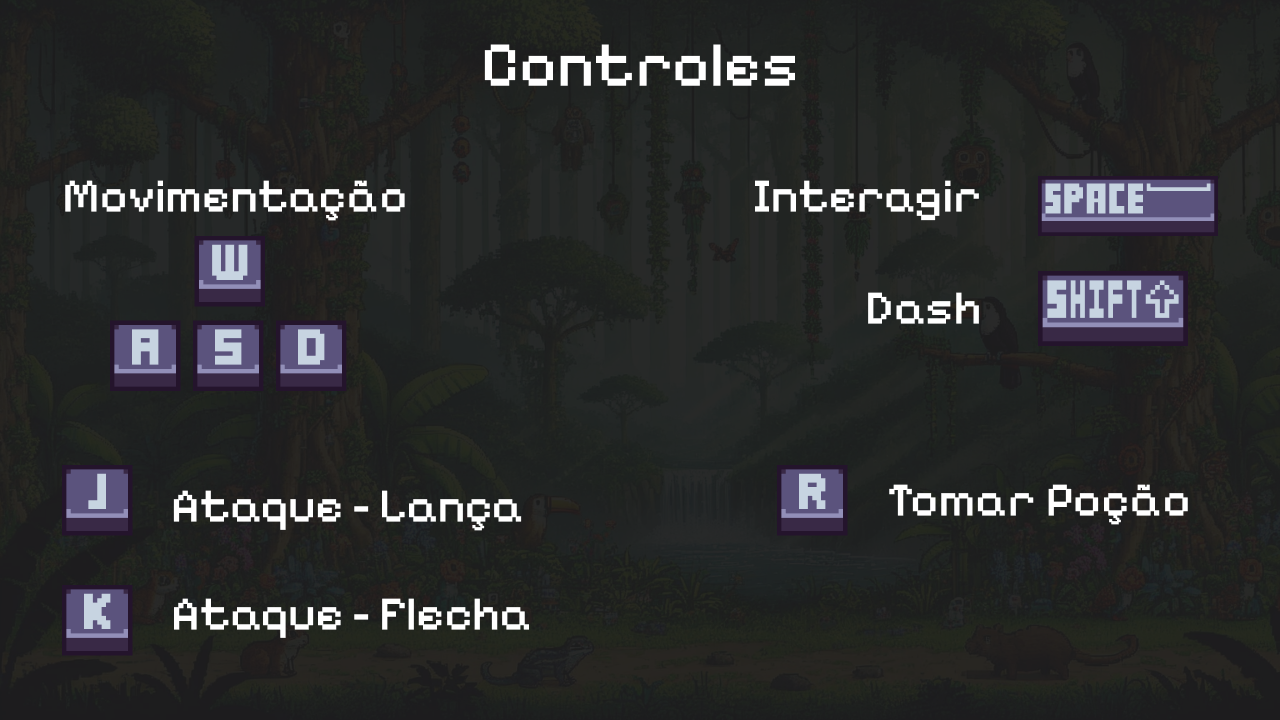 Controles
Movimentação
W
A S D
Interagir SPACE
Dash SHIFT
J Ataque - Lança
K Ataque - Flecha
R Tomar Poção